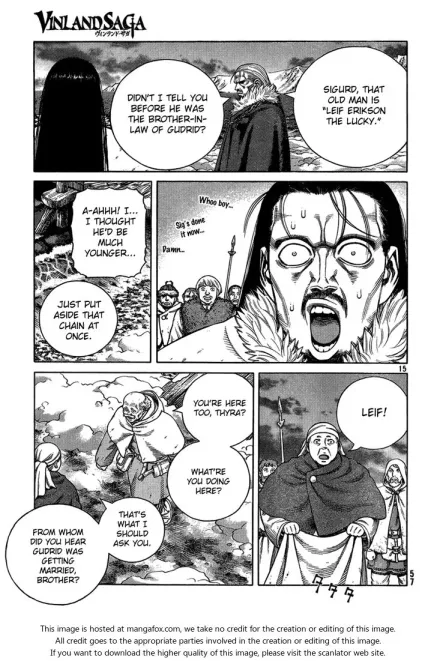 VINLAND SAGA
ヴィンランド・サガ
SIGURD, THAT
OLD MAN IS
"LEIF ERIKSON
THE LUCKY."
DIDN'T I TELL YOU
BEFORE HE WAS
THE BROTHER-IN-
LAW OF GUDRID?
Whoo boy...
Sig's done
it now...
Damn...
A-AHHH! I...
I THOUGHT
HE'D BE
MUCH
YOUNGER...
JUST PUT
ASIDE THAT
CHAIN AT
ONCE.
15
LEIF!
タタタ
57
YOU'RE HERE
TOO, THYRA?
WHAT'RE
YOU DOING
HERE?
THAT'S
WHAT I
SHOULD
ASK YOU.
FROM WHOM
DID YOU HEAR
GUDRID WAS
GETTING
MARRIED,
BROTHER?
This image is hosted at mangafox.com, we take no credit for the creation or editing of this image.
All credit goes to the appropriate parties involved in the creation or editing of this image.
If you want to download the higher quality of this image, please visit the scanlator web site.